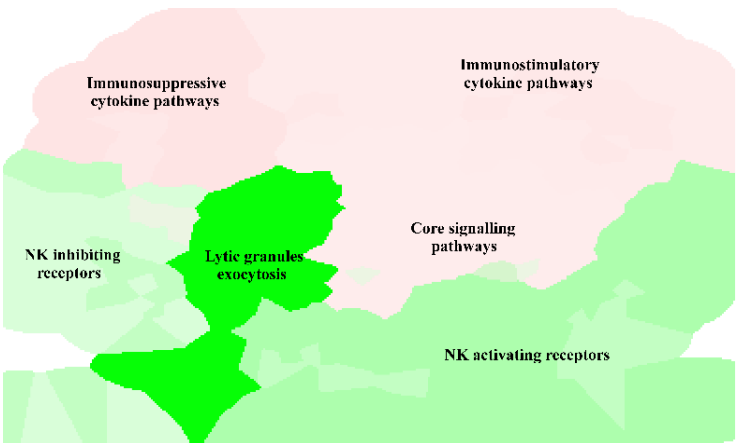 Immunosuppressive
cytokine pathways
Immunostimulatory
cytokine pathways
NK inhibiting
receptors
Lytic granules
exocytosis
Core signalling
pathways
NK activating receptors